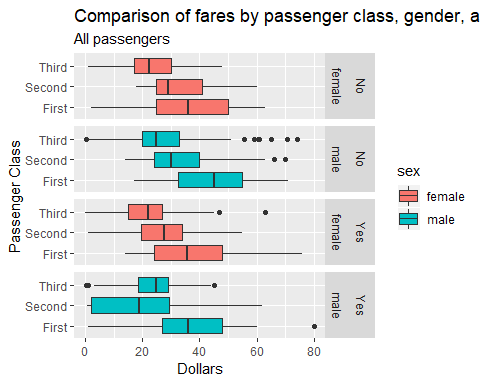 Comparison of fares by passenger class, gender, a
All passengers
Third
Second
First
female
No
Third
Second
First
male
No
Third
Second
First
female
Yes
Third
Second
First
male
Yes
Passenger Class
0
20
40
60
80
Dollars
sex
female
male